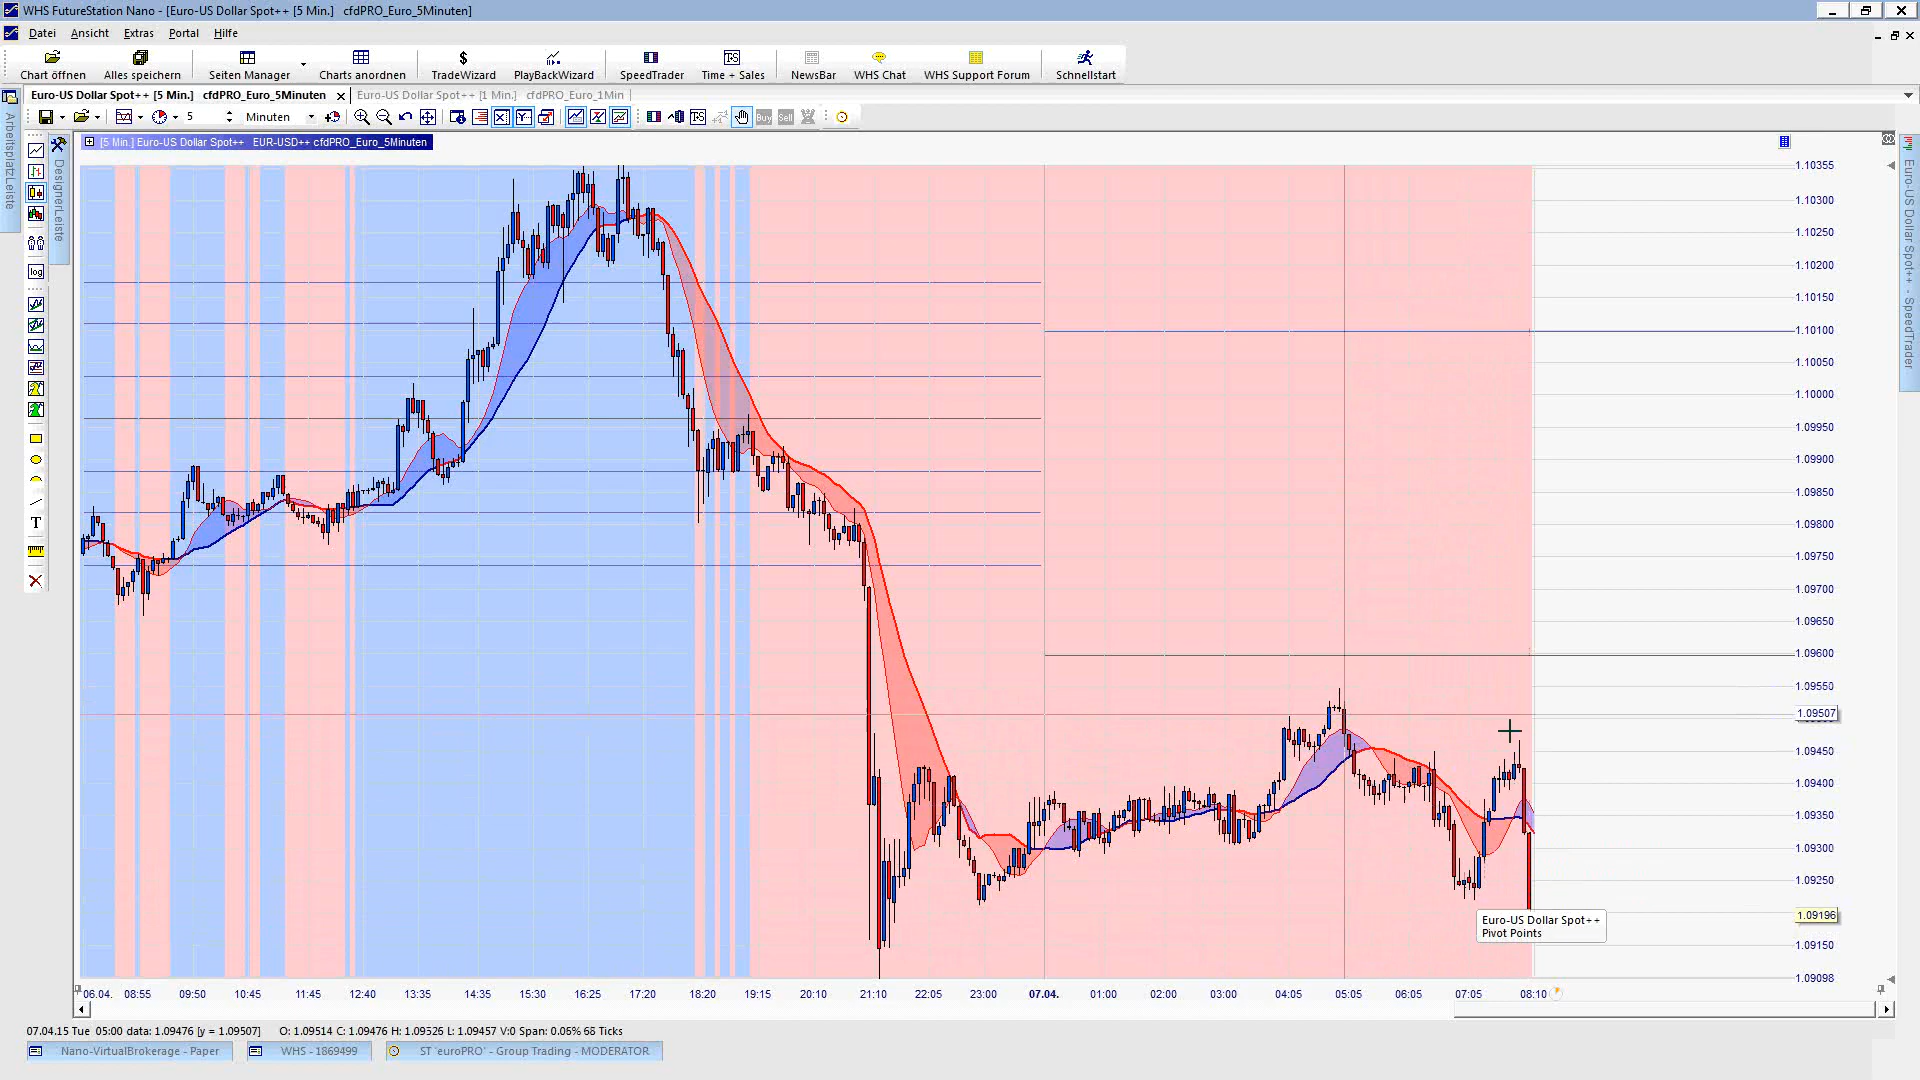 WHS FutureStation Nano - [Euro-US Dollar Spot++ [5 Min.]   cfdPRO_Euro_5Minuten]
Datei Ansicht Extras Portal Hilfe
Chart öffnen Alles speichern Seiten Manager Charts anordnen TradeWizard PlayBackWizard SpeedTrader Time + Sales NewsBar WHS Chat WHS Support Forum Schnellstart
Euro-US Dollar Spot++ [5 Min.]   cfdPRO_Euro_5Minuten Euro-US Dollar Spot++ [1 Min.]   cfdPRO_Euro_1Min
5 Minuten Buy Sell
[5 Min.] Euro-US Dollar Spot++   EUR-USD++ cfdPRO_Euro_5Minuten
ArbeitsplatzLeiste
DesignerLeiste
log
T
Euro-US Dollar Spot++ - SpeedTrader
1.10355
1.10300
1.10250
1.10200
1.10150
1.10100
1.10050
1.10000
1.09950
1.09900
1.09850
1.09800
1.09750
1.09700
1.09650
1.09600
1.09550
1.09507
1.09450
1.09400
1.09350
1.09300
1.09250
1.09196
1.09150
1.09098
Euro-US Dollar Spot++
Pivot Points
06.04. 08:55 09:50 10:45 11:45 12:40 13:35 14:35 15:30 16:25 17:20 18:20 19:15 20:10 21:10 22:05 23:00 07.04. 01:00 02:00 03:00 04:05 05:05 06:05 07:05 08:10
07.04.15 Tue  05:00 data: 1.09476 [y = 1.09507]      O: 1.09514 C: 1.09476 H: 1.09526 L: 1.09457 V:0 Span: 0.06% 68 Ticks
Nano-VirtualBrokerage - Paper WHS - 1869499 ST 'euroPRO' - Group Trading - MODERATOR